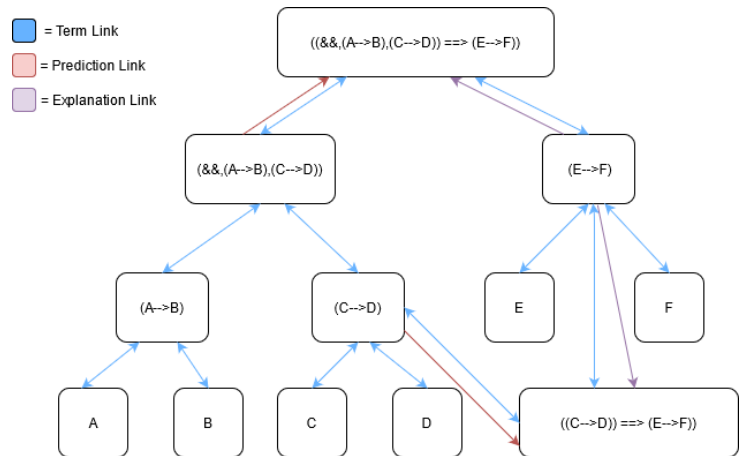 = Term Link
= Prediction Link
= Explanation Link
((&&,(A-->B),(C-->D)) ==> (E-->F))
(&&,(A-->B),(C-->D))
(E-->F)
(A-->B)
(C-->D)
E
F
A
B
C
D
((C-->D)) ==> (E-->F))